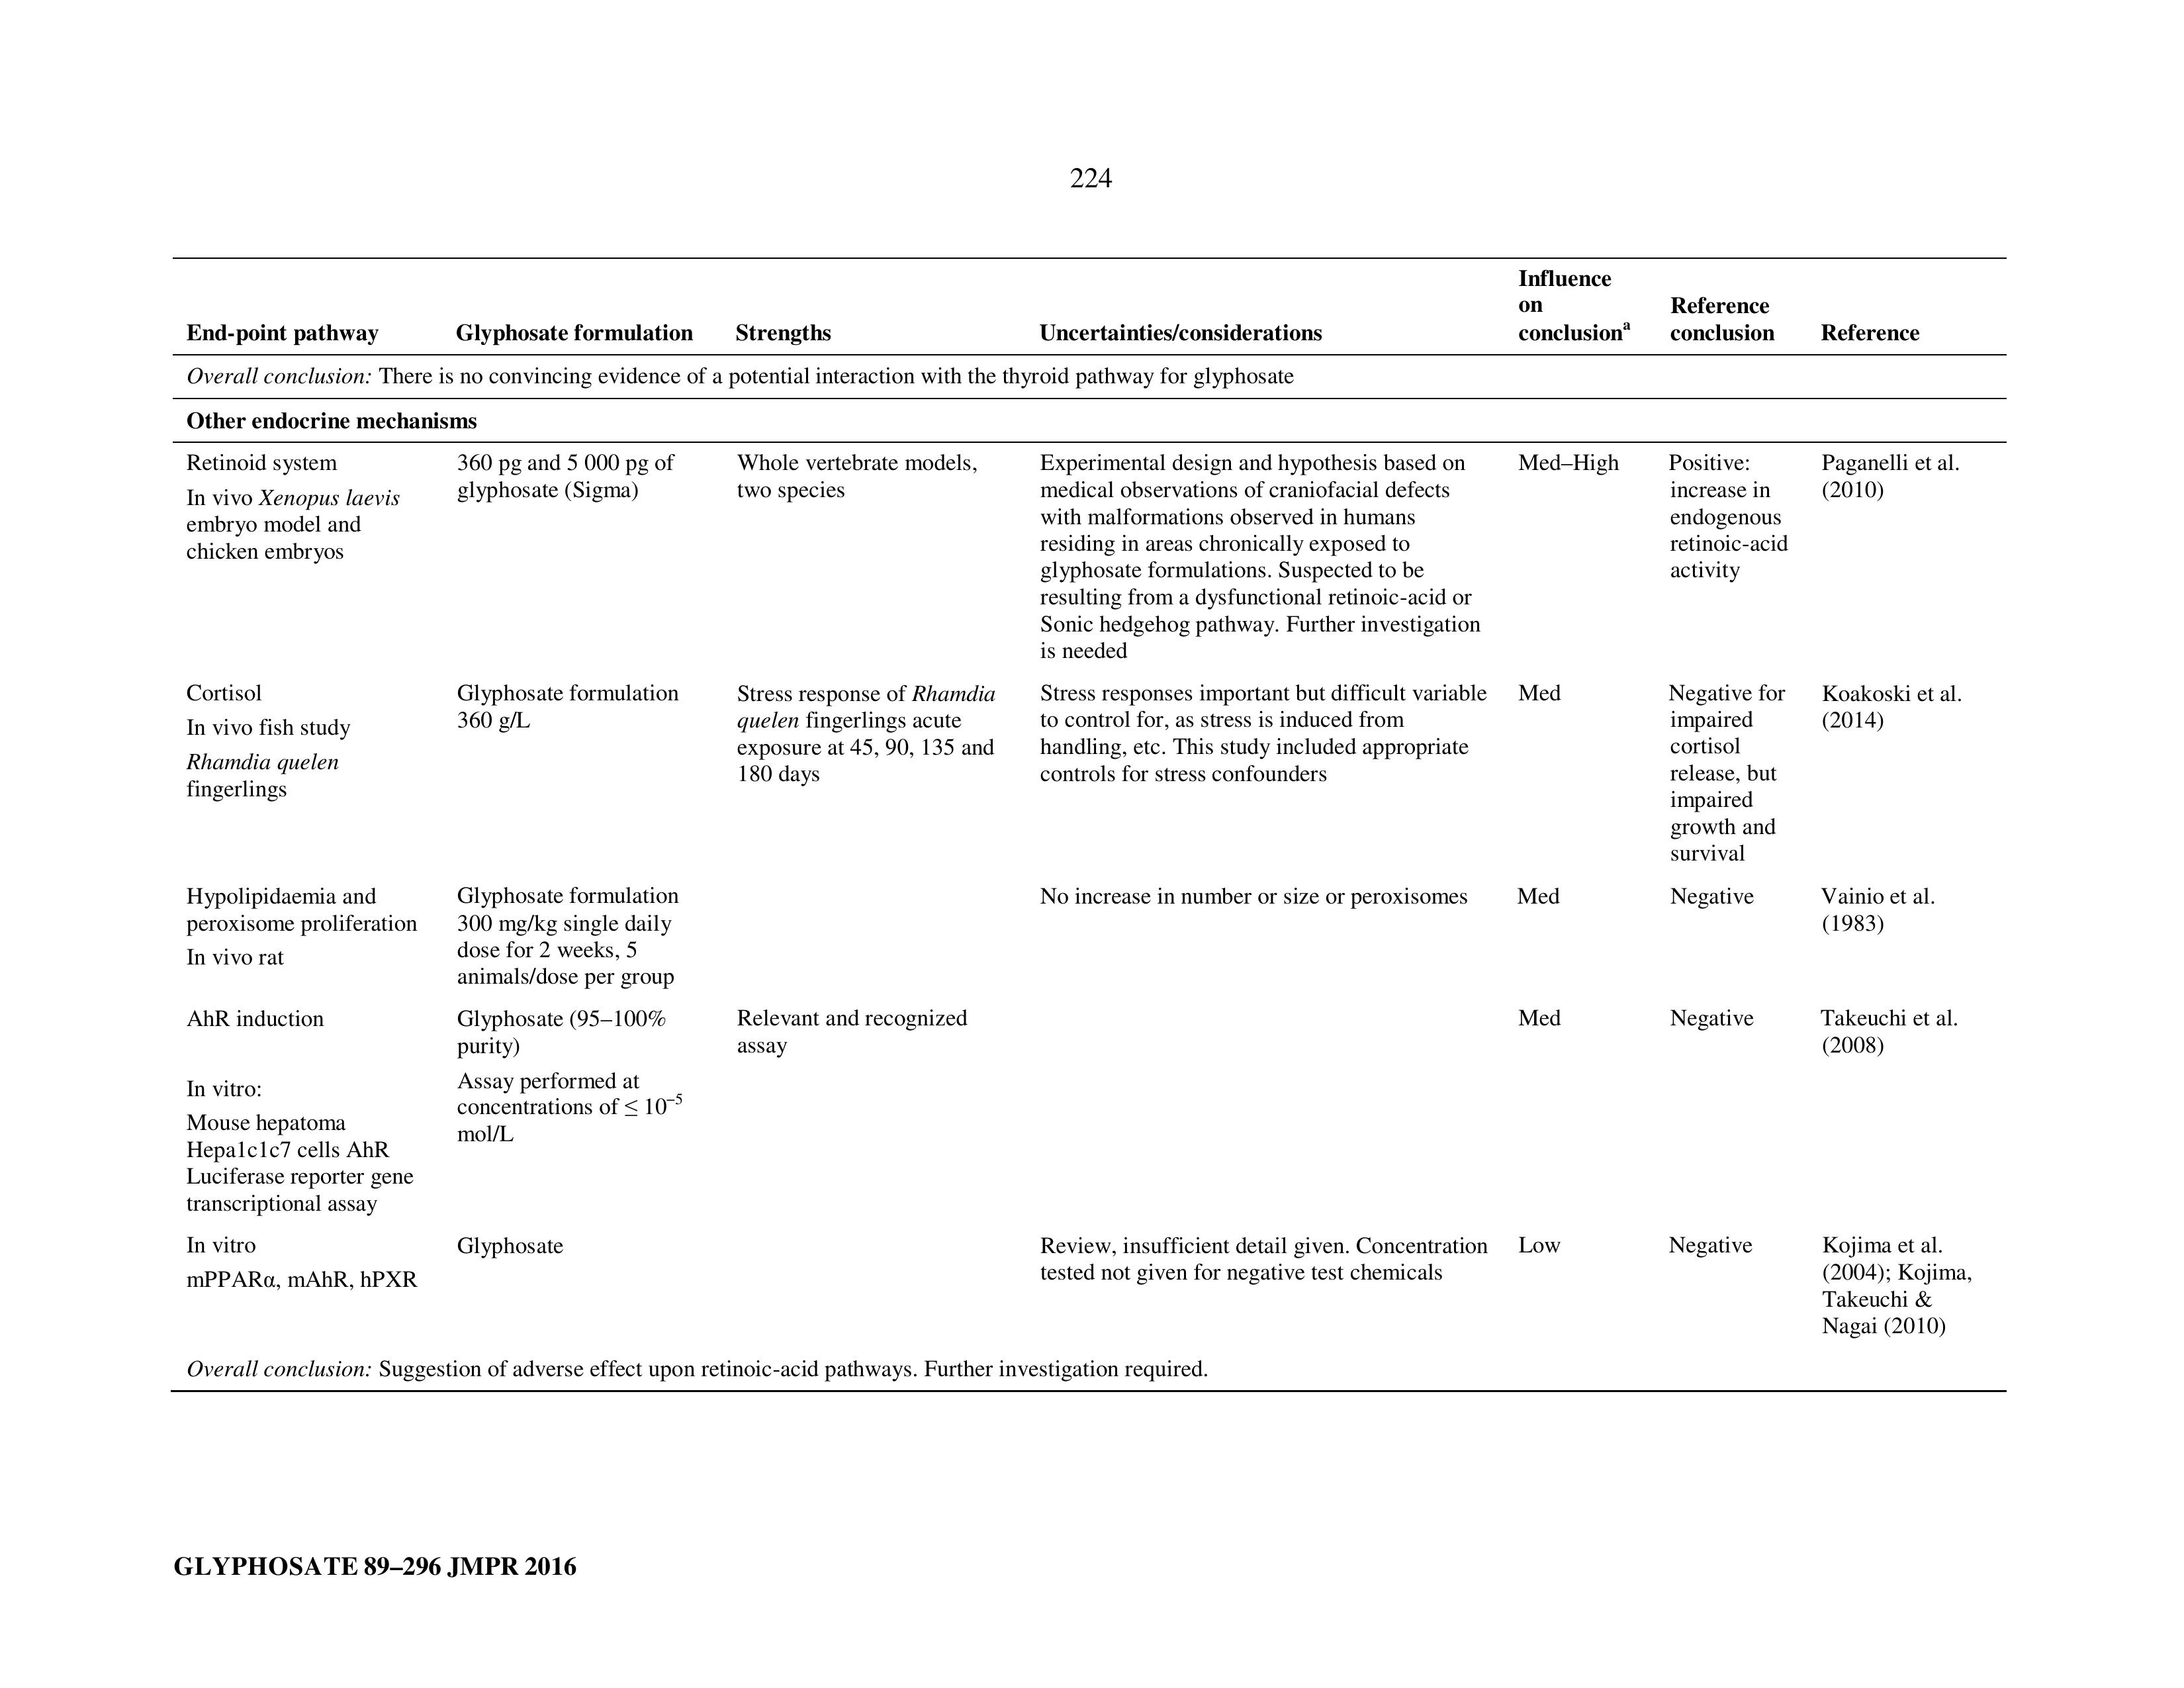 224
End-point pathway
Glyphosate formulation
Strengths
Uncertainties/considerations
Influence
on
conclusionᵃ
Reference
conclusion
Reference
Overall conclusion: There is no convincing evidence of a potential interaction with the thyroid pathway for glyphosate
Other endocrine mechanisms
Retinoid system
In vivo Xenopus laevis
embryo model and
chicken embryos
360 pg and 5 000 pg of
glyphosate (Sigma)
Whole vertebrate models,
two species
Experimental design and hypothesis based on
medical observations of craniofacial defects
with malformations observed in humans
residing in areas chronically exposed to
glyphosate formulations. Suspected to be
resulting from a dysfunctional retinoic-acid or
Sonic hedgehog pathway. Further investigation
is needed
Med–High
Positive:
increase in
endogenous
retinoic-acid
activity
Paganelli et al.
(2010)
Cortisol
In vivo fish study
Rhamdia quelen
fingerlings
Glyphosate formulation
360 g/L
Stress response of Rhamdia
quelen fingerlings acute
exposure at 45, 90, 135 and
180 days
Stress responses important but difficult variable
to control for, as stress is induced from
handling, etc. This study included appropriate
controls for stress confounders
Med
Negative for
impaired
cortisol
release, but
impaired
growth and
survival
Koakoski et al.
(2014)
Hypolipidaemia and
peroxisome proliferation
In vivo rat
Glyphosate formulation
300 mg/kg single daily
dose for 2 weeks, 5
animals/dose per group
No increase in number or size or peroxisomes
Med
Negative
Vainio et al.
(1983)
AhR induction
In vitro:
Mouse hepatoma
Hepa1c1c7 cells AhR
Luciferase reporter gene
transcriptional assay
Glyphosate (95–100%
purity)
Assay performed at
concentrations of ≤ 10⁻⁵
mol/L
Relevant and recognized
assay
Med
Negative
Takeuchi et al.
(2008)
In vitro
mPPARα, mAhR, hPXR
Glyphosate
Review, insufficient detail given. Concentration
tested not given for negative test chemicals
Low
Negative
Kojima et al.
(2004); Kojima,
Takeuchi &
Nagai (2010)
Overall conclusion: Suggestion of adverse effect upon retinoic-acid pathways. Further investigation required.
GLYPHOSATE 89–296 JMPR 2016